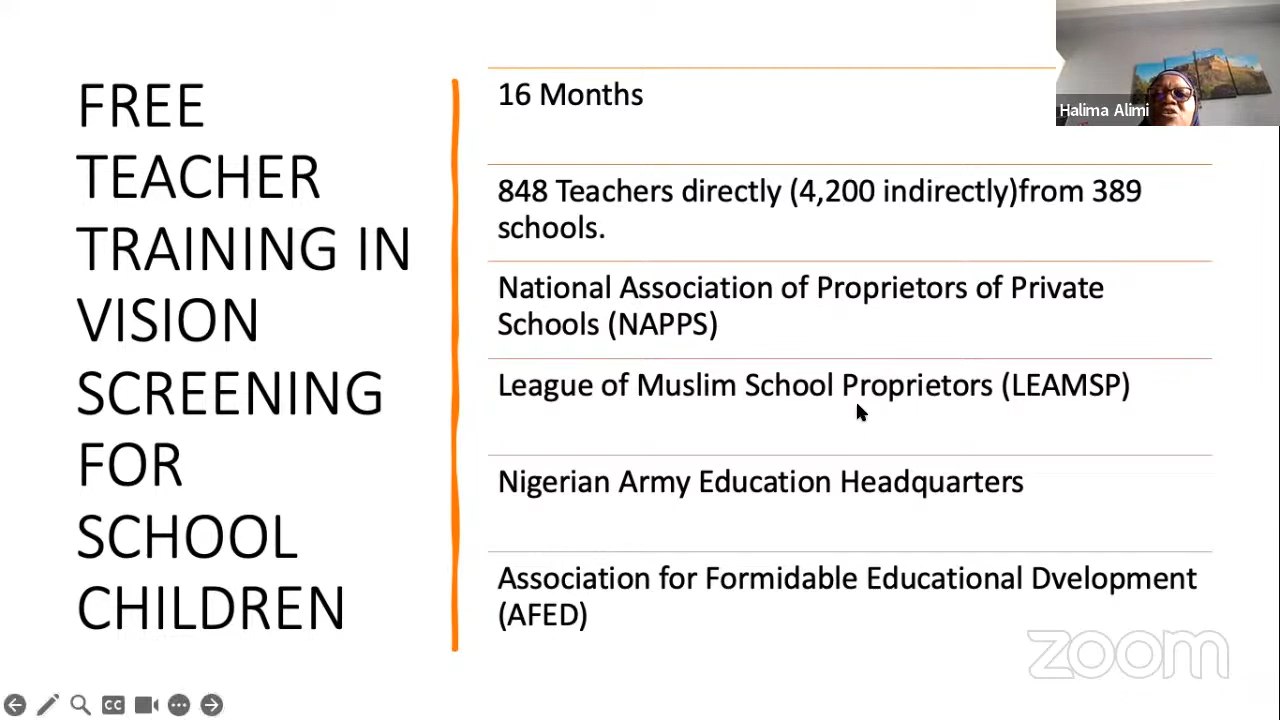 FREE
TEACHER
TRAINING IN
VISION
SCREENING
FOR
SCHOOL
CHILDREN
16 Months
848 Teachers directly (4,200 indirectly)from 389
schools.
National Association of Proprietors of Private
Schools (NAPPS)
League of Muslim School Proprietors (LEAMSP)
Nigerian Army Education Headquarters
Association for Formidable Educational Dvelopment
(AFED)
Halima Alimi
zoom
CC